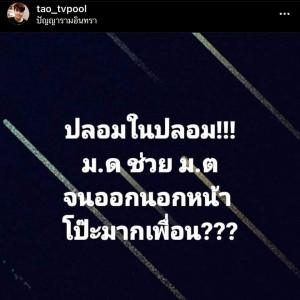 tao_tvpool
ปัญญารามอินทรา
ปลอมในปลอม!!!
ม.ด ช่วย ม.ต
จนออกนอกหน้า
โป๊ะมากเพื่อน???